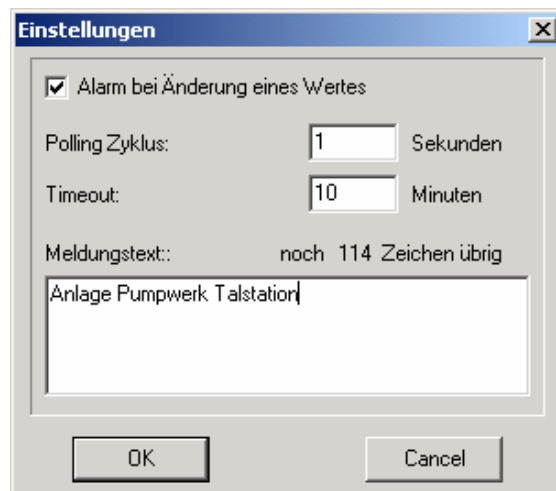 Einstellungen
Alarm bei Änderung eines Wertes
Polling Zyklus: 1 Sekunden
Timeout: 10 Minuten
Meldungstext:: noch 114 Zeichen übrig
Anlage Pumpwerk Talstation
OK Cancel